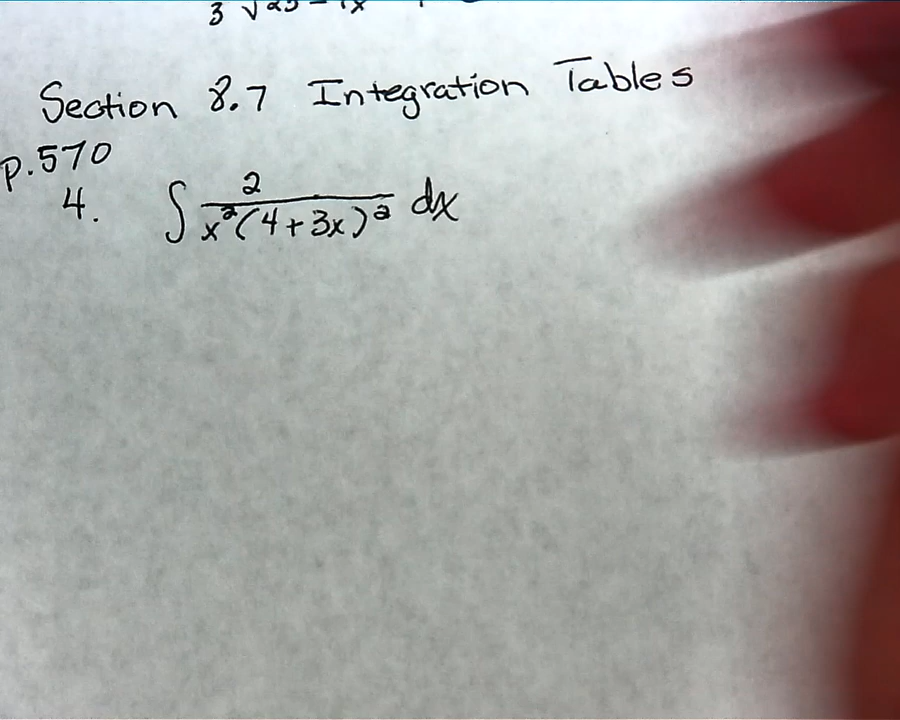 Section 8.7 Integration Tables
p.570
4. ∫ 2/(x²(4+3x)²) dx